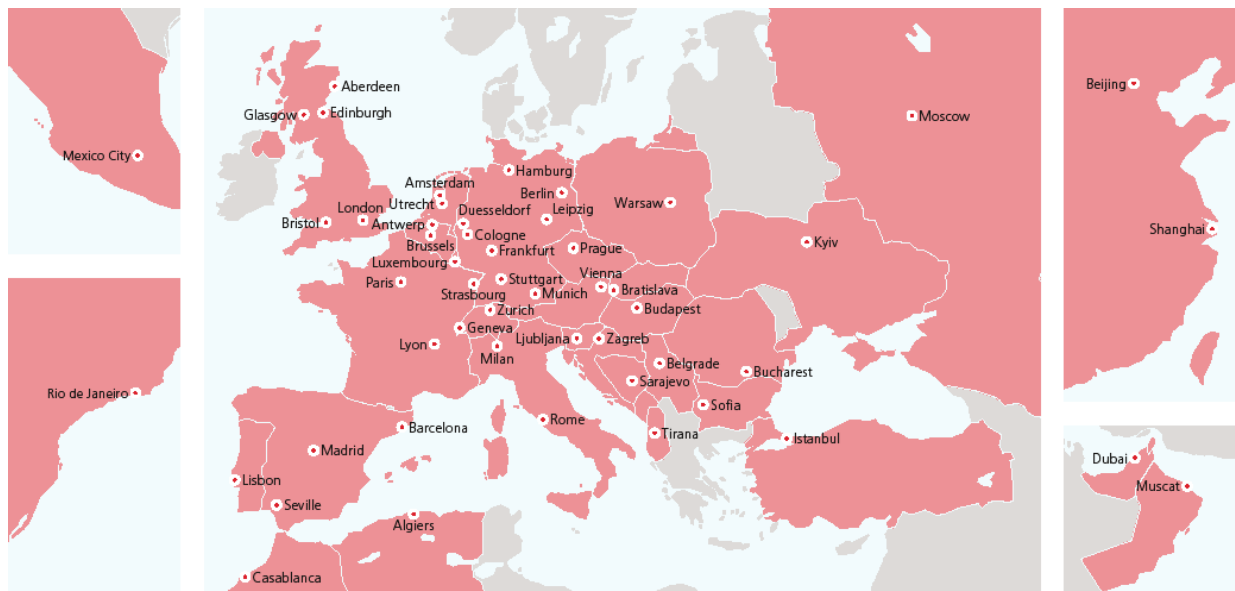 Mexico City
Rio de Janeiro
Aberdeen
Glasgow
Edinburgh
Hamburg
Amsterdam
Berlin
Utrecht
Warsaw
London
Duesseldorf
Leipzig
Bristol
Antwerp
Cologne
Brussels
Frankfurt
Prague
Kyiv
Moscow
Luxembourg
Vienna
Paris
Stuttgart
Strasbourg
Munich
Bratislava
Zurich
Budapest
Geneva
Ljubljana
Zagreb
Lyon
Milan
Belgrade
Bucharest
Sarajevo
Sofia
Rome
Barcelona
Tirana
Istanbul
Madrid
Lisbon
Seville
Algiers
Casablanca
Beijing
Shanghai
Dubai
Muscat